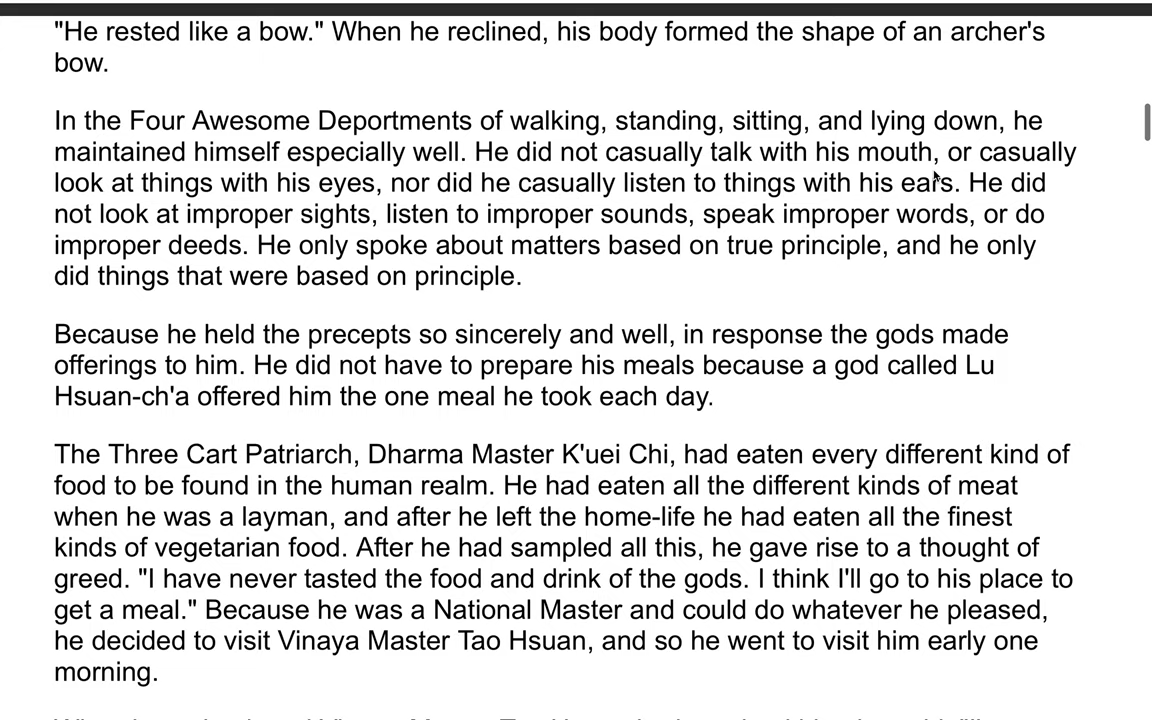 "He rested like a bow." When he reclined, his body formed the shape of an archer's
bow.
In the Four Awesome Deportments of walking, standing, sitting, and lying down, he
maintained himself especially well. He did not casually talk with his mouth, or casually
look at things with his eyes, nor did he casually listen to things with his ears. He did
not look at improper sights, listen to improper sounds, speak improper words, or do
improper deeds. He only spoke about matters based on true principle, and he only
did things that were based on principle.
Because he held the precepts so sincerely and well, in response the gods made
offerings to him. He did not have to prepare his meals because a god called Lu
Hsuan-ch'a offered him the one meal he took each day.
The Three Cart Patriarch, Dharma Master K'uei Chi, had eaten every different kind of
food to be found in the human realm. He had eaten all the different kinds of meat
when he was a layman, and after he left the home-life he had eaten all the finest
kinds of vegetarian food. After he had sampled all this, he gave rise to a thought of
greed. "I have never tasted the food and drink of the gods. I think I'll go to his place to
get a meal." Because he was a National Master and could do whatever he pleased,
he decided to visit Vinaya Master Tao Hsuan, and so he went to visit him early one
morning.